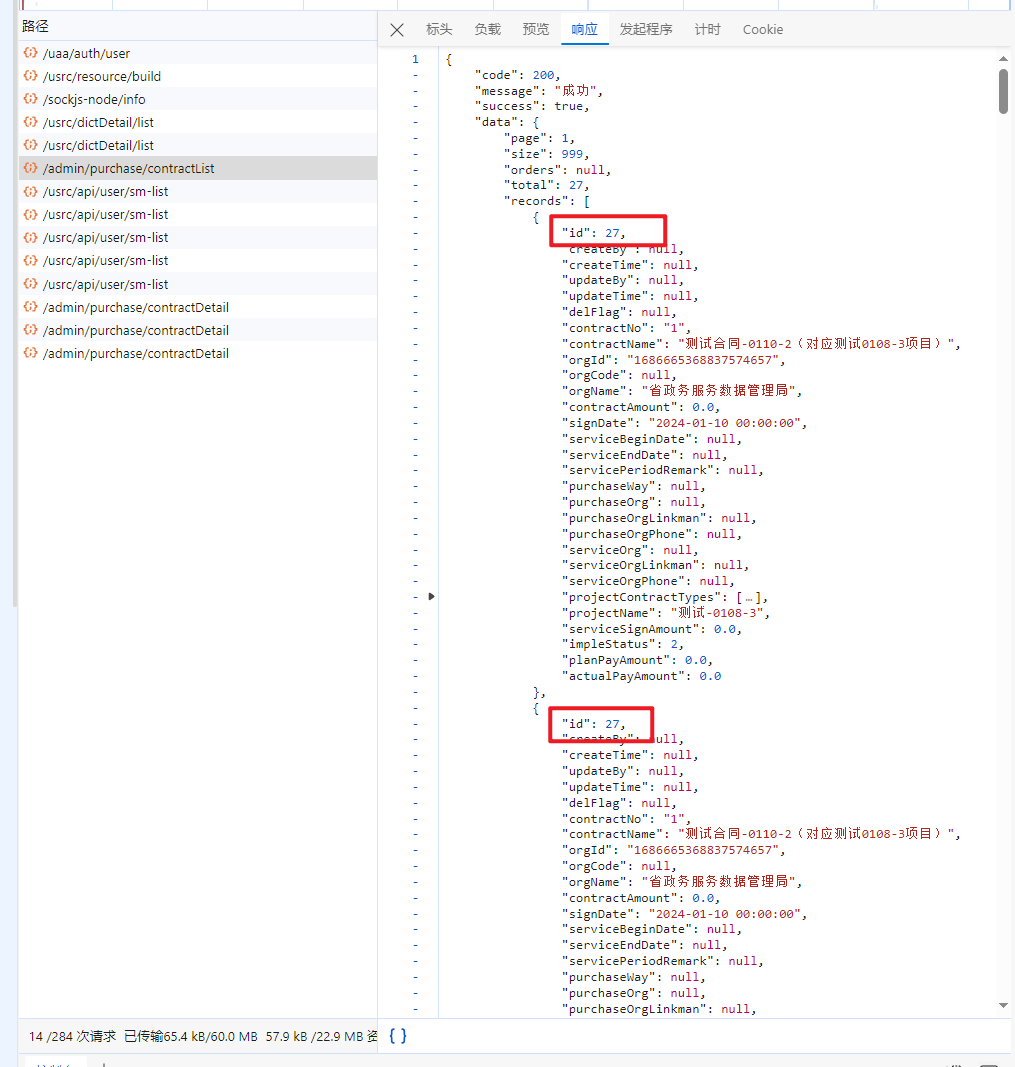 路径
/uaa/auth/user
/usrc/resource/build
/sockjs-node/info
/usrc/dictDetail/list
/usrc/dictDetail/list
/admin/purchase/contractList
/usrc/api/user/sm-list
/usrc/api/user/sm-list
/usrc/api/user/sm-list
/usrc/api/user/sm-list
/usrc/api/user/sm-list
/admin/purchase/contractDetail
/admin/purchase/contractDetail
/admin/purchase/contractDetail
14 /284 次请求 已传输65.4 kB/60.0 MB 57.9 kB /22.9 MB 资
标头 负载 预览 响应 发起程序 计时 Cookie
1 {
- "code": 200,
- "message": "成功",
- "success": true,
- "data": {
- "page": 1,
- "size": 999,
- "orders": null,
- "total": 27,
- "records": [
- {
- "id": 27,
- "createBy": null,
- "createTime": null,
- "updateBy": null,
- "updateTime": null,
- "delFlag": null,
- "contractNo": "1",
- "contractName": "测试合同-0110-2（对应测试0108-3项目）",
- "orgId": "1686665368837574657",
- "orgCode": null,
- "orgName": "省政务服务数据管理局",
- "contractAmount": 0.0,
- "signDate": "2024-01-10 00:00:00",
- "serviceBeginDate": null,
- "serviceEndDate": null,
- "servicePeriodRemark": null,
- "purchaseWay": null,
- "purchaseOrg": null,
- "purchaseOrgLinkman": null,
- "purchaseOrgPhone": null,
- "serviceOrg": null,
- "serviceOrgLinkman": null,
- "serviceOrgPhone": null,
- "projectContractTypes": […],
- "projectName": "测试-0108-3",
- "serviceSignAmount": 0.0,
- "impleStatus": 2,
- "planPayAmount": 0.0,
- "actualPayAmount": 0.0
- },
- {
- "id": 27,
- "createBy": null,
- "createTime": null,
- "updateBy": null,
- "updateTime": null,
- "delFlag": null,
- "contractNo": "1",
- "contractName": "测试合同-0110-2（对应测试0108-3项目）",
- "orgId": "1686665368837574657",
- "orgCode": null,
- "orgName": "省政务服务数据管理局",
- "contractAmount": 0.0,
- "signDate": "2024-01-10 00:00:00",
- "serviceBeginDate": null,
- "serviceEndDate": null,
- "servicePeriodRemark": null,
- "purchaseWay": null,
- "purchaseOrg": null,
- "purchaseOrgLinkman": null,
{ }